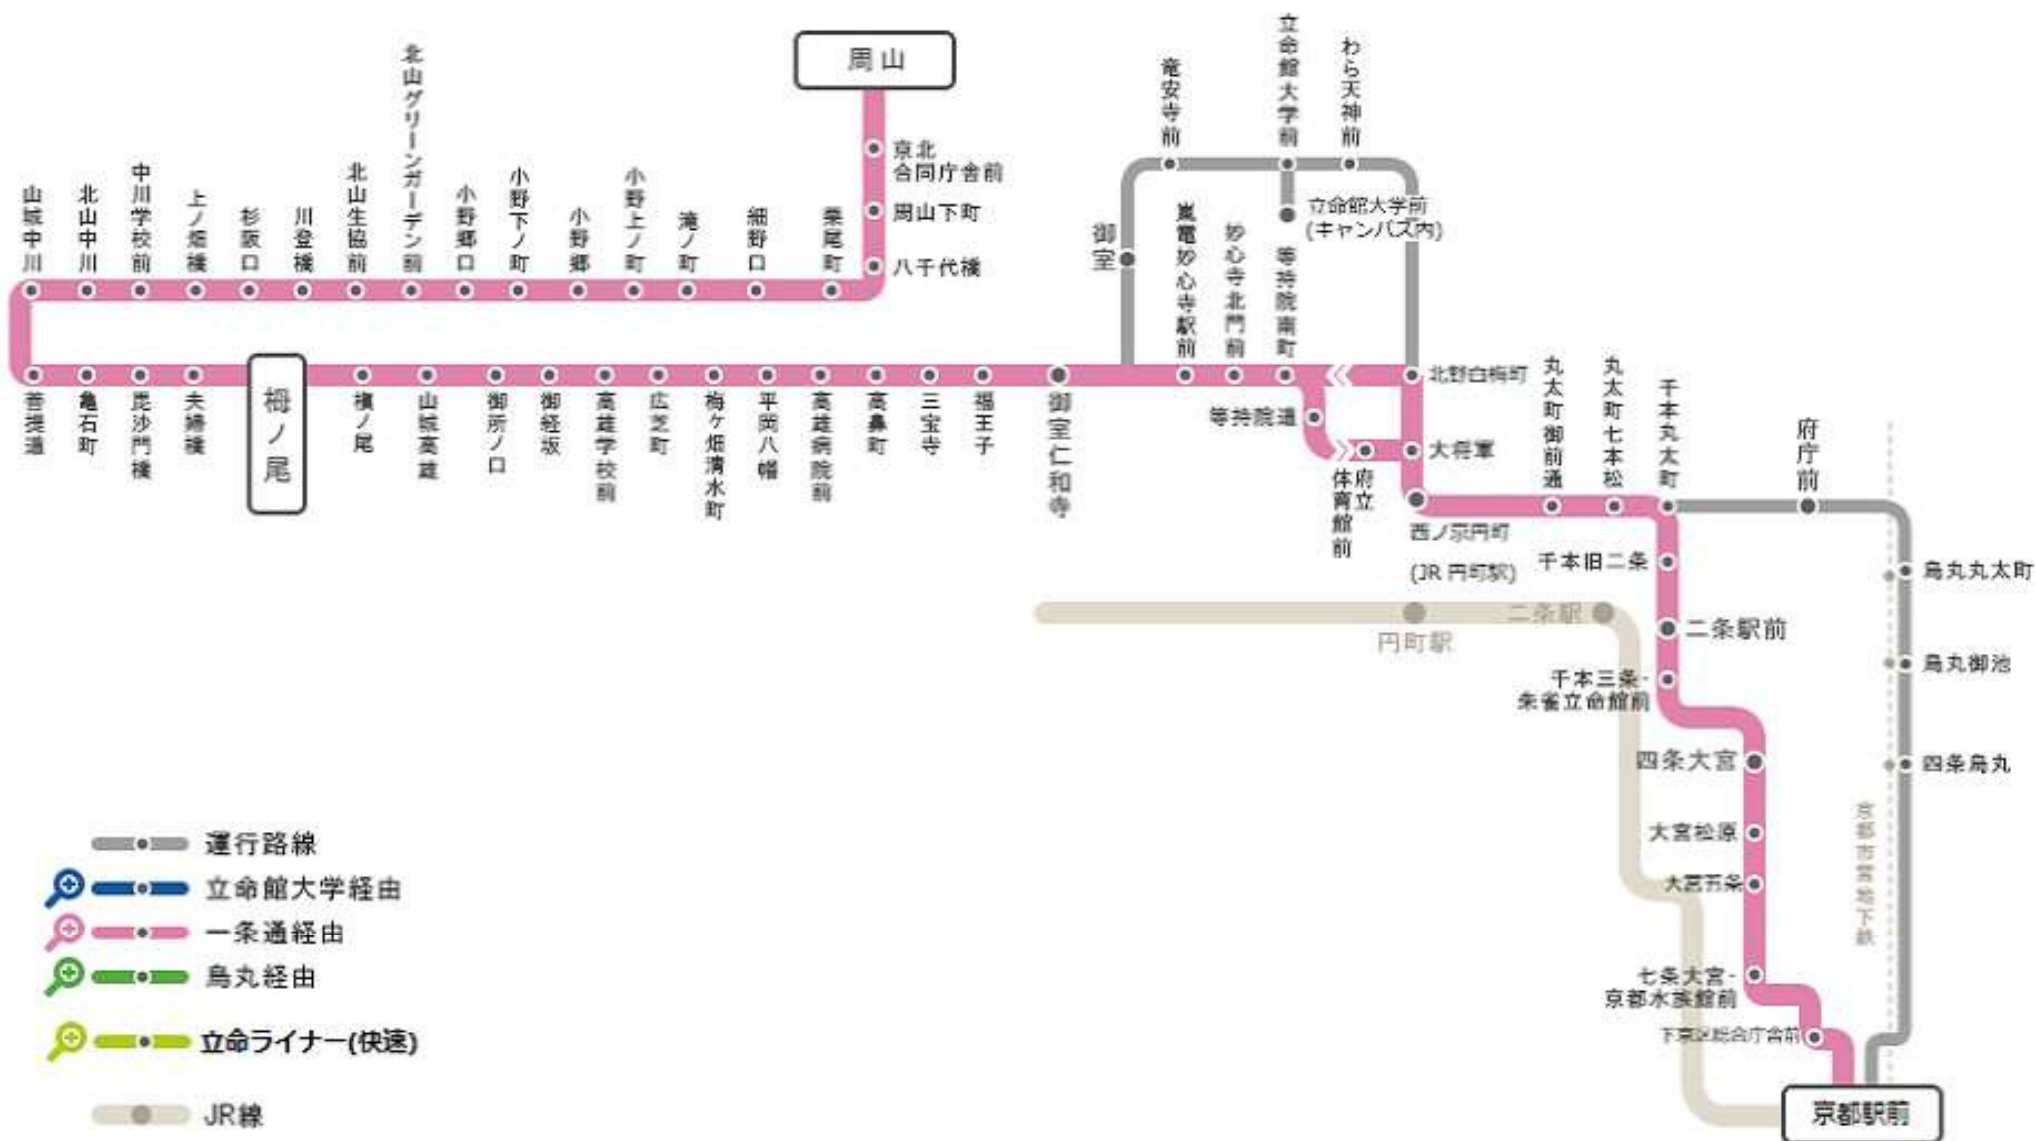 周山
京北
合同庁舎前
周山下町
八千代橋
山城中川
北山中川
中川学校前
上ノ畑橋
杉阪口
川登橋
北山生協前
北山グリーンガーデン前
小野郷口
小野下ノ町
小野郷
小野上ノ町
滝ノ町
細野口
栗尾町
菩提道
亀石町
毘沙門橋
夫婦橋
栂ノ尾
槇ノ尾
山城高雄
御所ノ口
御経坂
高雄学校前
広芝町
梅ケ畑清水町
平岡八幡
高雄病院前
高鼻町
三宝寺
福王子
御室仁和寺
御室
竜安寺前
立命館大学前
わら天神前
立命館大学前
(キャンパス内)
嵐電妙心寺駅前
妙心寺北門前
等持院南町
等持院道
府立
体育館前
北野白梅町
大将軍
西ノ京円町
(JR 円町駅)
丸太町御前通
丸太町七本松
千本丸太町
府庁前
烏丸丸太町
烏丸御池
四条烏丸
京都市営地下鉄
千本旧二条
二条駅前
千本三条・
朱雀立命館前
四条大宮
大宮松原
大宮五条
七条大宮・
京都水族館前
下京区総合庁舎前
京都駅前
円町駅
二条駅
運行路線
立命館大学経由
一条通経由
烏丸経由
立命ライナー(快速)
JR線